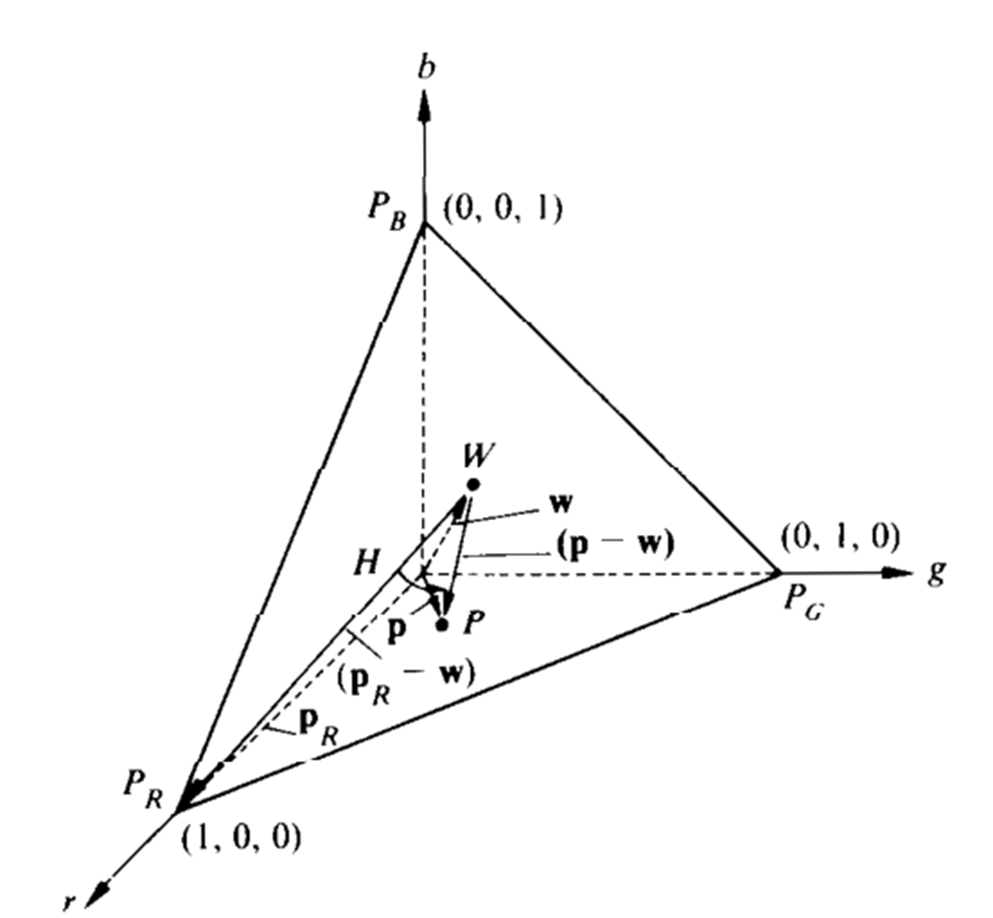 b
P_B (0, 0, 1)
W
w
(p − w)
(0, 1, 0)
H
g
P_G
p
P
(p_R − w)
p_R
P_R
(1, 0, 0)
r